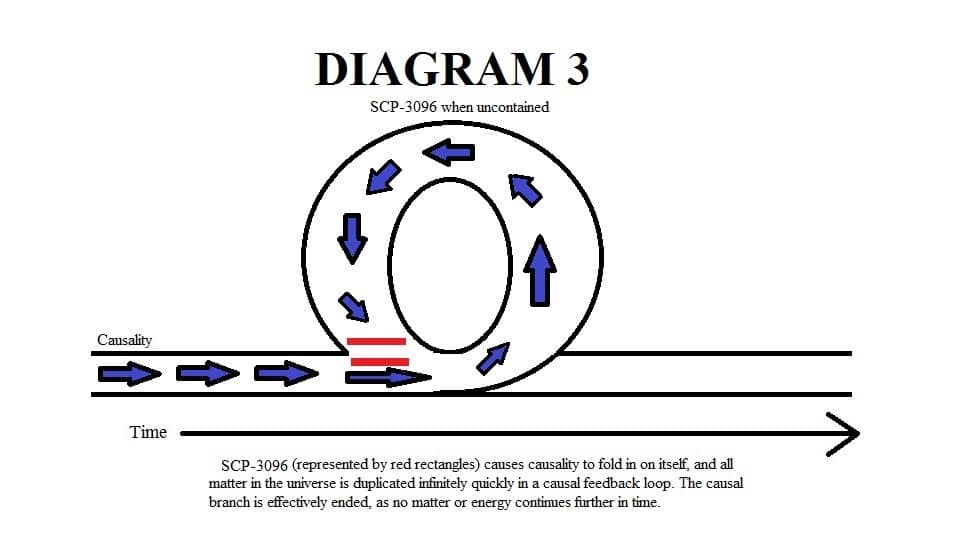 DIAGRAM 3
SCP-3096 when uncontained
Causality
Time
SCP-3096 (represented by red rectangles) causes causality to fold in on itself, and all
matter in the universe is duplicated infinitely quickly in a causal feedback loop. The causal
branch is effectively ended, as no matter or energy continues further in time.